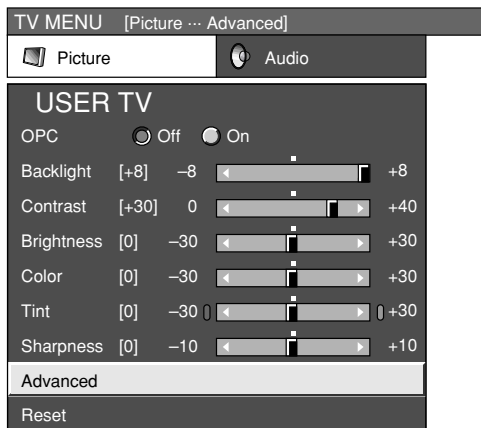 TV MENU [Picture ··· Advanced]
Picture Audio
USER TV
OPC Off On
Backlight [+8] –8 +8
Contrast [+30] 0 +40
Brightness [0] –30 +30
Color [0] –30 +30
Tint [0] –30 +30
Sharpness [0] –10 +10
Advanced
Reset